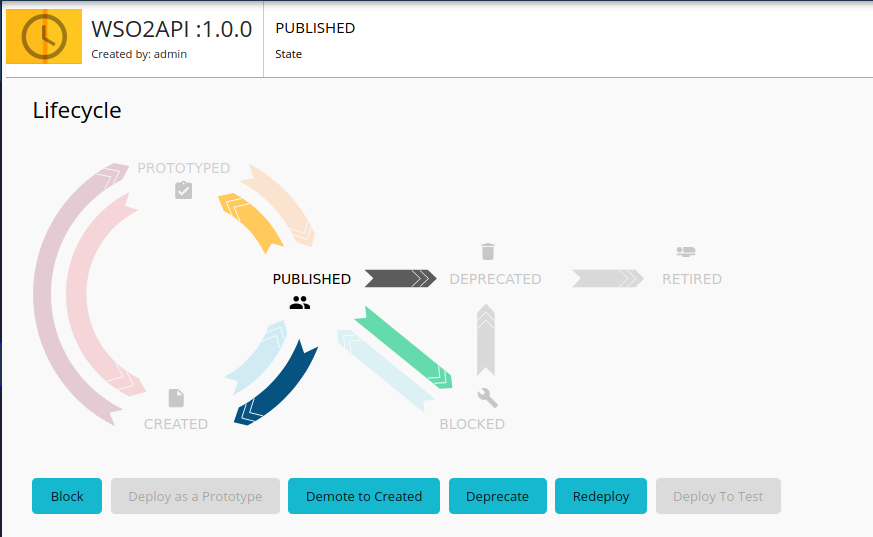 WSO2API :1.0.0
Created by: admin
PUBLISHED
State
Lifecycle
PROTOTYPED
PUBLISHED
DEPRECATED
RETIRED
CREATED
BLOCKED
Block
Deploy as a Prototype
Demote to Created
Deprecate
Redeploy
Deploy To Test